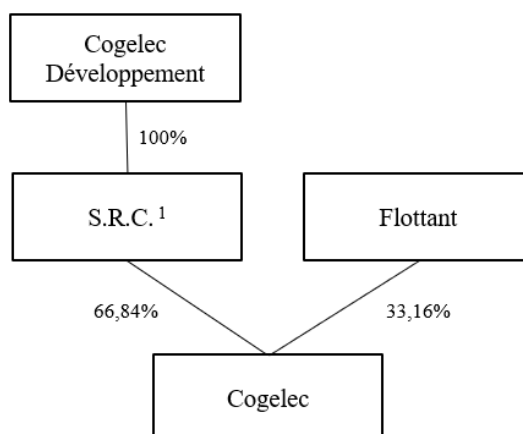 Cogelec
Développement
100%
S.R.C. 1
Flottant
66,84%
33,16%
Cogelec